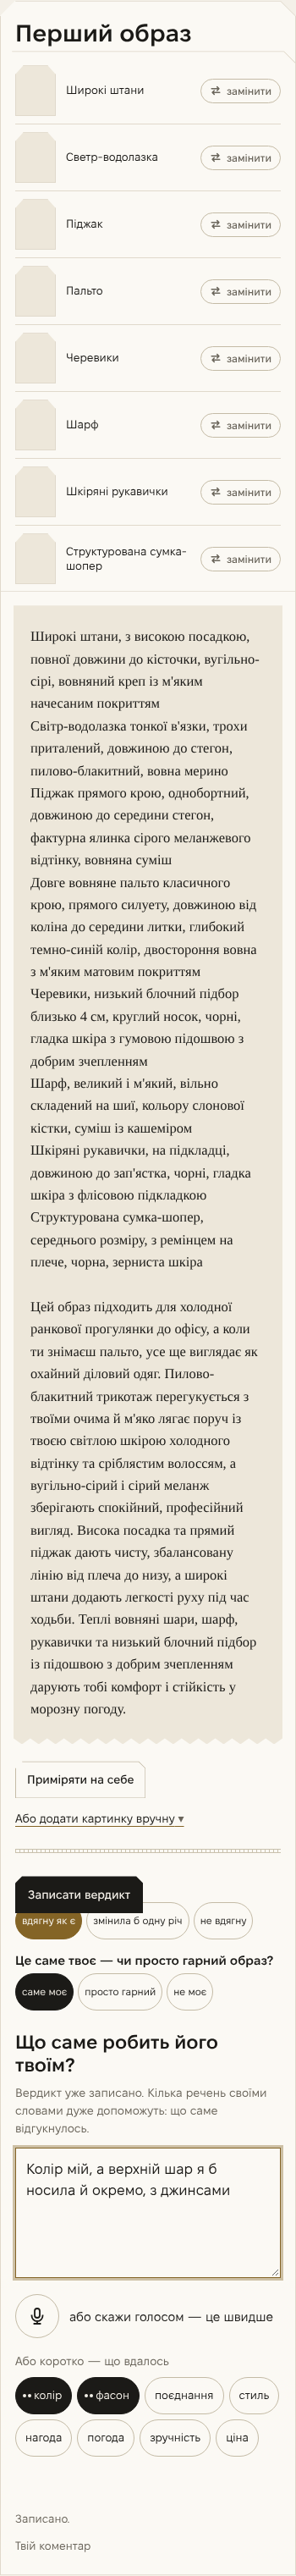 Перший образ
Широкі штани
замінити
Светр-водолазка
замінити
Піджак
замінити
Пальто
замінити
Черевики
замінити
Шарф
замінити
Шкіряні рукавички
замінити
Структурована сумка-
шопер
замінити
Широкі штани, з високою посадкою,
повної довжини до кісточки, вугільно-
сірі, вовняний креп із м'яким
начесаним покриттям
Світр-водолазка тонкої в'язки, трохи
приталений, довжиною до стегон,
пилово-блакитний, вовна мерино
Піджак прямого крою, однобортний,
довжиною до середини стегон,
фактурна ялинка сірого меланжевого
відтінку, вовняна суміш
Довге вовняне пальто класичного
крою, прямого силуету, довжиною від
коліна до середини литки, глибокий
темно-синій колір, двостороння вовна
з м'яким матовим покриттям
Черевики, низький блочний підбор
близько 4 см, круглий носок, чорні,
гладка шкіра з гумовою підошвою з
добрим зчепленням
Шарф, великий і м'який, вільно
складений на шиї, кольору слонової
кістки, суміш із кашеміром
Шкіряні рукавички, на підкладці,
довжиною до зап'ястка, чорні, гладка
шкіра з флісовою підкладкою
Структурована сумка-шопер,
середнього розміру, з ремінцем на
плече, чорна, зерниста шкіра
Цей образ підходить для холодної
ранкової прогулянки до офісу, а коли
ти знімаєш пальто, усе ще виглядає як
охайний діловий одяг. Пилово-
блакитний трикотаж перегукується з
твоїми очима й м'яко лягає поруч із
твоєю світлою шкірою холодного
відтінку та сріблястим волоссям, а
вугільно-сірий і сірий меланж
зберігають спокійний, професійний
вигляд. Висока посадка та прямий
піджак дають чисту, збалансовану
лінію від плеча до низу, а широкі
штани додають легкості руху під час
ходьби. Теплі вовняні шари, шарф,
рукавички та низький блочний підбор
із підошвою з добрим зчепленням
дарують тобі комфорт і стійкість у
морозну погоду.
Приміряти на себе
Або додати картинку вручну ▾
Записати вердикт
вдягну як є
змінила б одну річ
не вдягну
Це саме твоє — чи просто гарний образ?
саме моє
просто гарний
не моє
Що саме робить його
твоїм?
Вердикт уже записано. Кілька речень своїми
словами дуже допоможуть: що саме
відгукнулось.
Колір мій, а верхній шар я б
носила й окремо, з джинсами
або скажи голосом — це швидше
Або коротко — що вдалось
колір
фасон
поєднання
стиль
нагода
погода
зручність
ціна
Записано.
Твій коментар